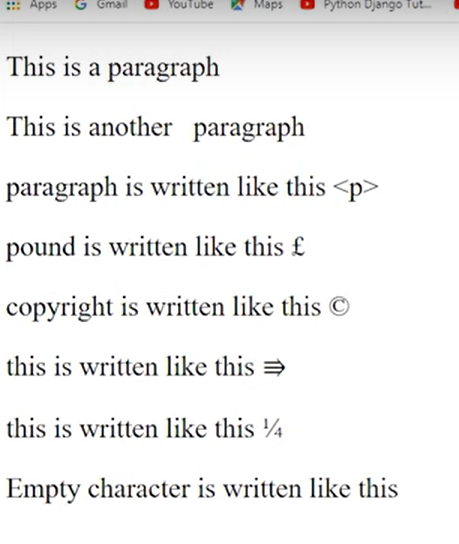 Apps Gmail YouTube Maps Python Django Tut...
This is a paragraph
This is another   paragraph
paragraph is written like this <p>
pound is written like this £
copyright is written like this ©
this is written like this ⇛
this is written like this ¼
Empty character is written like this